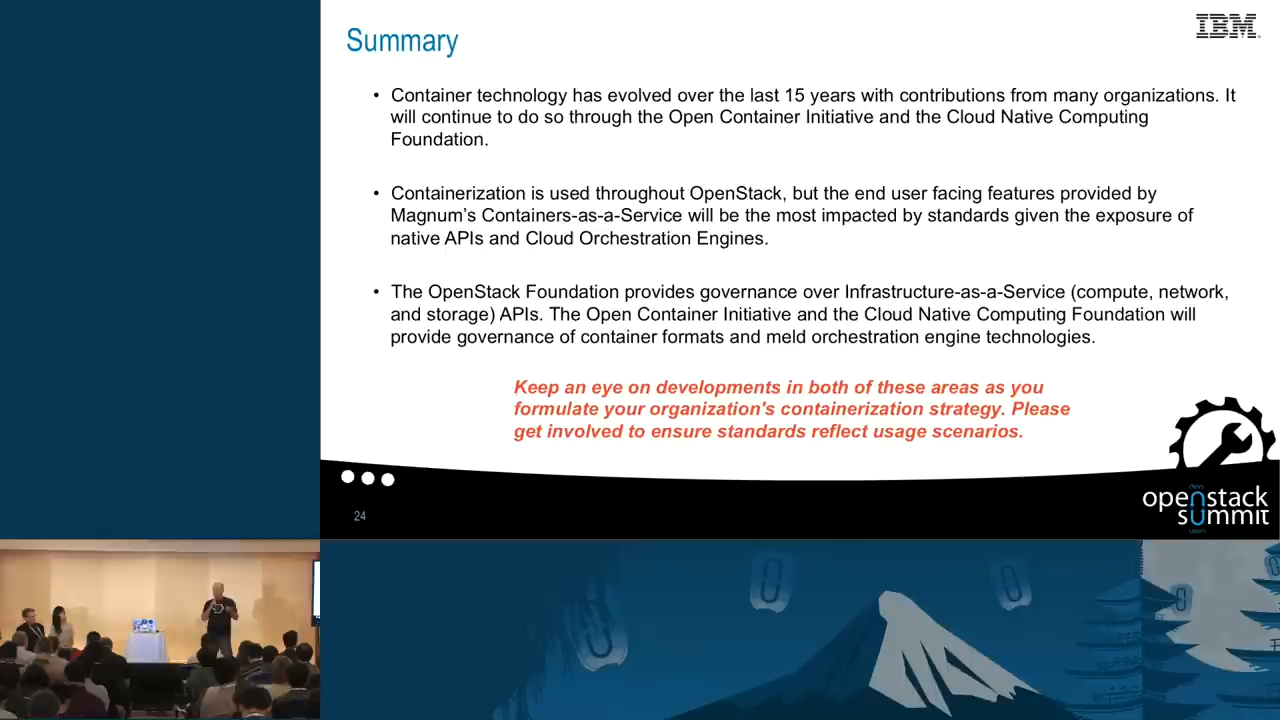 Summary
IBM
• Container technology has evolved over the last 15 years with contributions from many organizations. It
will continue to do so through the Open Container Initiative and the Cloud Native Computing
Foundation.
• Containerization is used throughout OpenStack, but the end user facing features provided by
Magnum’s Containers-as-a-Service will be the most impacted by standards given the exposure of
native APIs and Cloud Orchestration Engines.
• The OpenStack Foundation provides governance over Infrastructure-as-a-Service (compute, network,
and storage) APIs. The Open Container Initiative and the Cloud Native Computing Foundation will
provide governance of container formats and meld orchestration engine technologies.
Keep an eye on developments in both of these areas as you
formulate your organization's containerization strategy. Please
get involved to ensure standards reflect usage scenarios.
24
openstack
summit